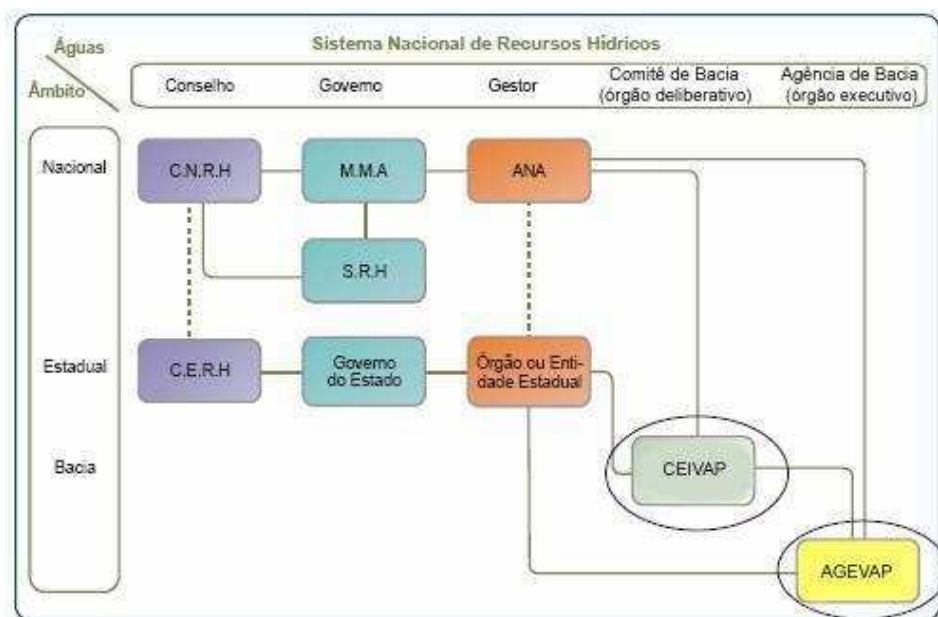 Águas
Sistema Nacional de Recursos Hídricos
Âmbito
Conselho
Governo
Gestor
Comitê de Bacia
(órgão deliberativo)
Agência de Bacia
(órgão executivo)
Nacional
C.N.R.H
M.M.A
ANA
S.R.H
Estadual
C.E.R.H
Governo
do Estado
Órgão ou Enti-
dade Estadual
Bacia
CEIVAP
AGEVAP